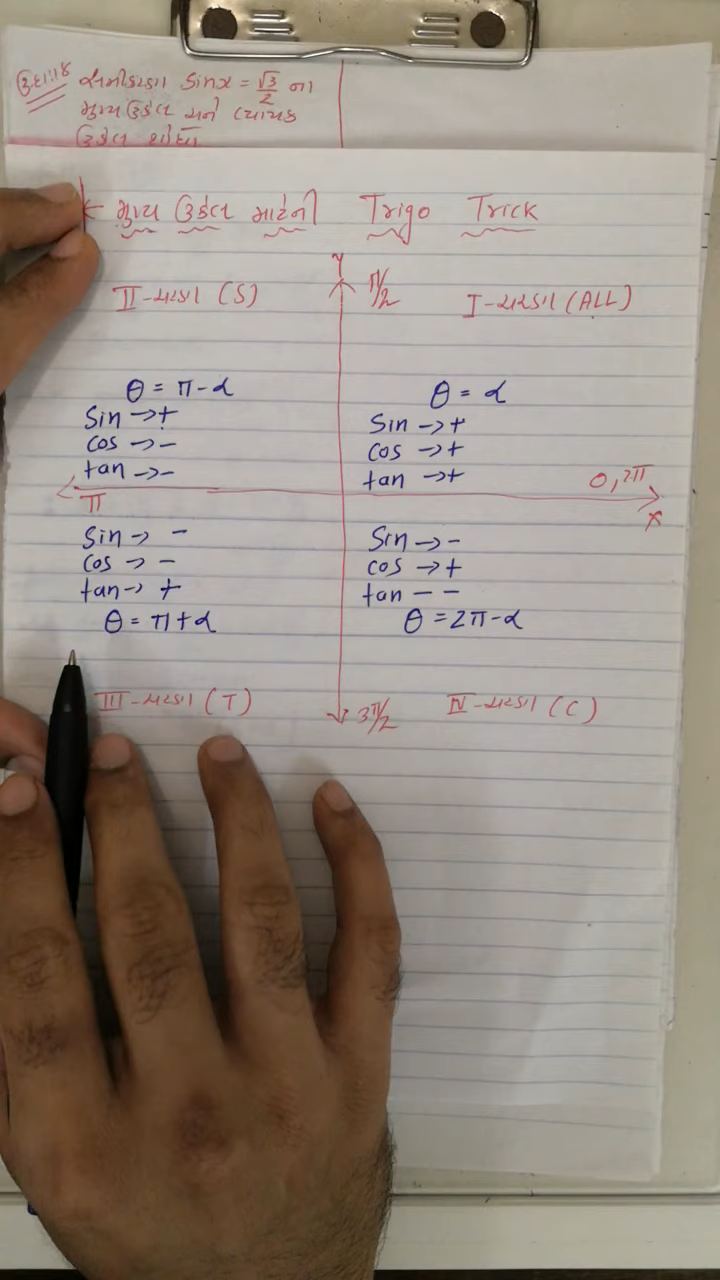 ઉદા:18 સમીકરણ Sinx = √3/2 ના
મુખ્ય ઉકેલ અને વ્યાપક
ઉકેલ શોધો
મુખ્ય ઉકેલ માટેની Trigo Trick
Y π/2
II-ચરણ (S)
I-ચરણ (ALL)
θ = π-α
Sin → +
cos → -
tan → -
θ = α
Sin → +
cos → +
tan → +
0, 2π
π
X
Sin → -
cos → -
tan → +
θ = π+α
Sin → -
cos → +
tan - -
θ = 2π-α
III-ચરણ (T)
3π/2
IV-ચરણ (C)